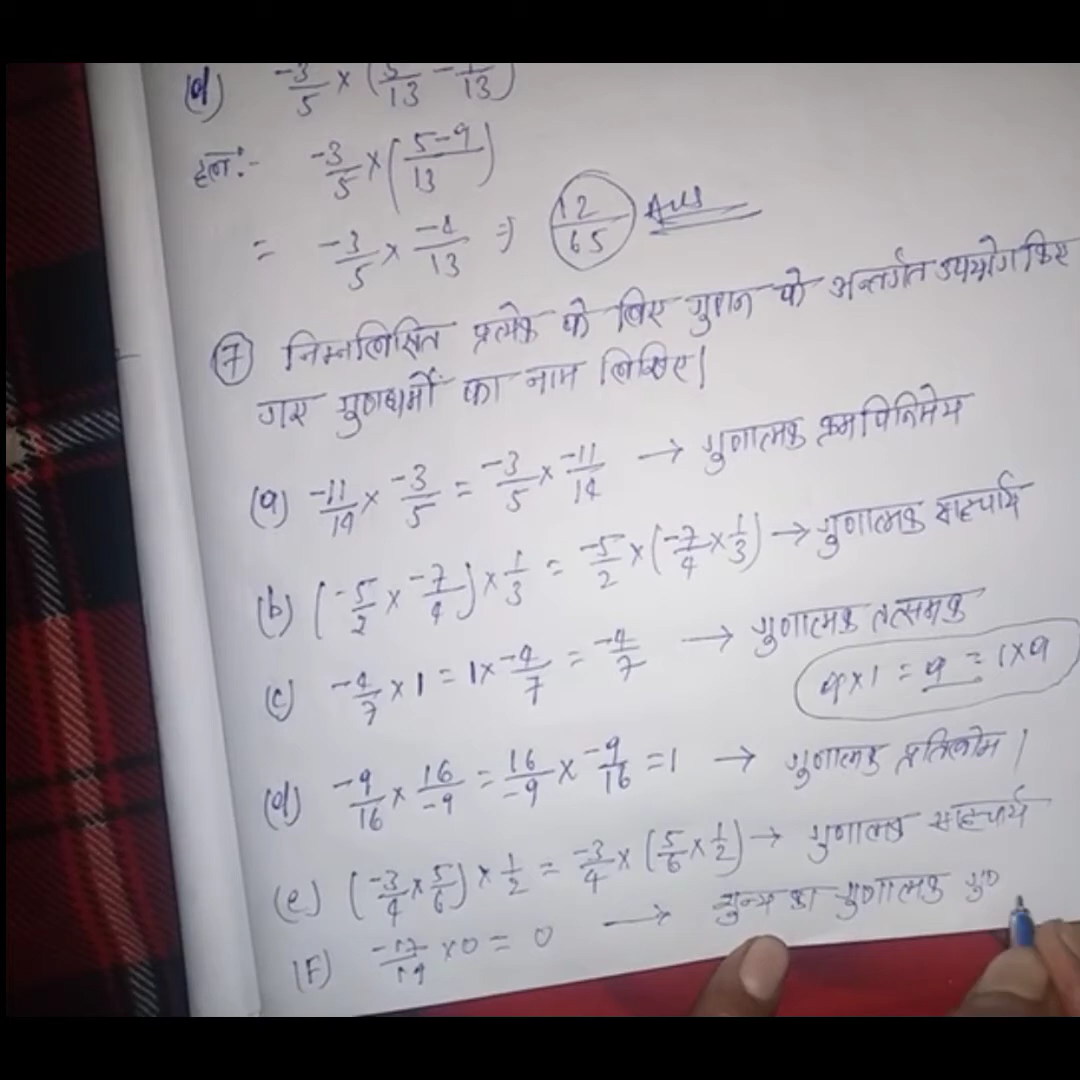 (d) -3/5 × (5/13 - 9/13)
हल:- -3/5 × (5-9/13)
= -3/5 × -4/13 ⇒ 12/65 Ans
(7) निम्नलिखित प्रत्येक के लिए गुणन के अन्तर्गत उपयोग किए
गए गुणधर्मों का नाम लिखिए।
(a) -11/14 × -3/5 = -3/5 × -11/14 → गुणात्मक क्रमविनिमेय
(b) (-5/2 × -7/4) × 1/3 = -5/2 × (-7/4 × 1/3) → गुणात्मक साहचार्य
(c) -4/7 × 1 = 1 × -4/7 = -4/7 → गुणात्मक तत्समक
a×1 = a = 1×a
(d) -9/16 × 16/-9 = 16/-9 × -9/16 = 1 → गुणात्मक प्रतिलोम।
(e) (-3/4 × 5/6) × 1/2 = -3/4 × (5/6 × 1/2) → गुणात्मक साहचार्य
(F) -17/19 × 0 = 0 → शुन्य का गुणात्मक गुण